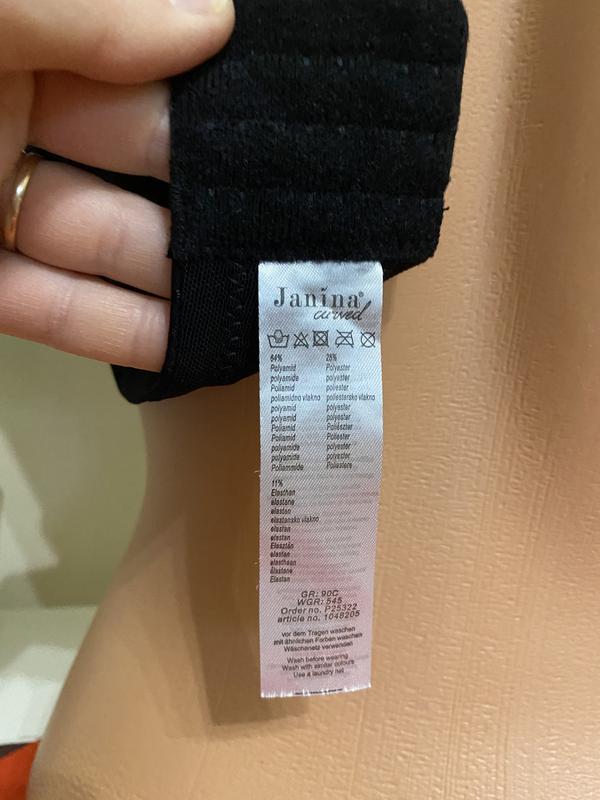 Janina®
curved
64% 25%
Polyamid Polyester
polyamide polyester
Poliamid poliester
poliamidno vlakno poliestersko vlakno
polyamid polyester
polyamid polyester
Poliamid Poliészter
Poliamid Poliester
polyamide polyester
polyamide polyester
Poliammide Poliestere
11%
Elasthan
elastane
elastan
elastansko vlakno
elastan
elastan
Elasztán
elastan
elasthaan
élastane
Elastan
GR: 90C
WGR: 545
Order no. P25322
article no. 1048205
vor dem Tragen waschen
mit ähnlichen Farben waschen
Wäschenetz verwenden
Wash before wearing
Wash with similar colours
Use a laundry net